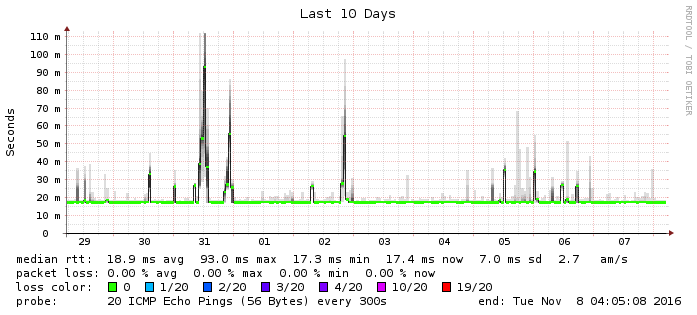 Last 10 Days
RRDTOOL / TOBI OETIKER
Seconds
110 m
100 m
90 m
80 m
70 m
60 m
50 m
40 m
30 m
20 m
10 m
0
29 30 31 01 02 03 04 05 06 07
median rtt: 18.9 ms avg 93.0 ms max 17.3 ms min 17.4 ms now 7.0 ms sd 2.7 am/s
packet loss: 0.00 % avg 0.00 % max 0.00 % min 0.00 % now
loss color: 0 1/20 2/20 3/20 4/20 10/20 19/20
probe: 20 ICMP Echo Pings (56 Bytes) every 300s end: Tue Nov 8 04:05:08 2016